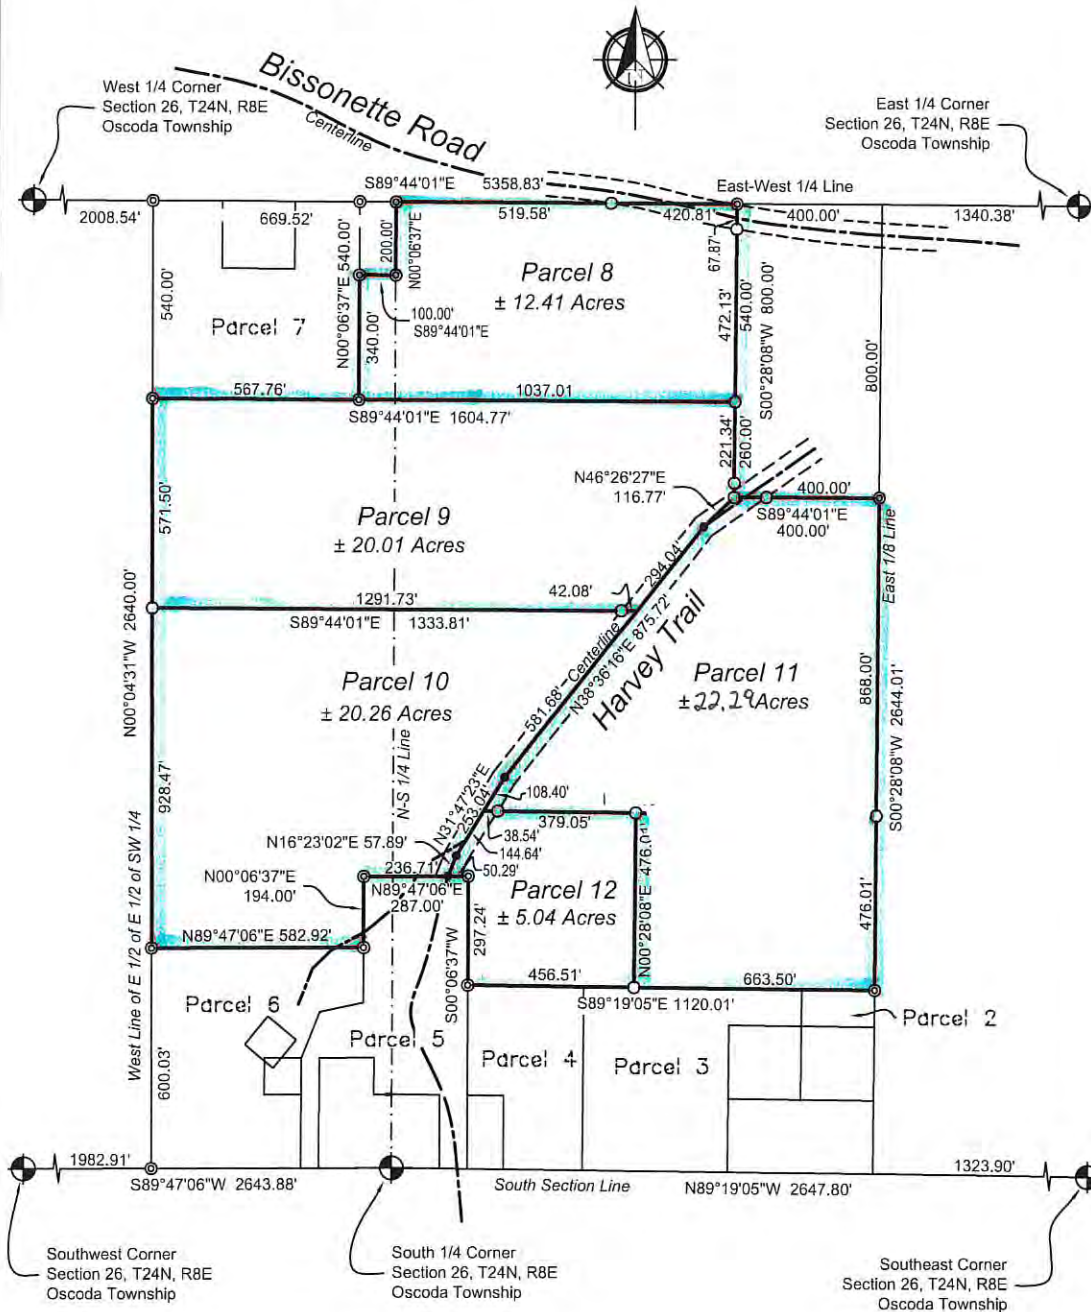 Bissonette Road
Centerline
West 1/4 Corner
Section 26, T24N, R8E
Oscoda Township
East 1/4 Corner
Section 26, T24N, R8E
Oscoda Township
S89°44'01"E 5358.83'
East-West 1/4 Line
2008.54'
669.52'
519.58'
420.81'
400.00'
1340.38'
540.00'
N00°06'37"E 540.00'
200.00'
N00°06'37"E
67.87'
Parcel 8
± 12.41 Acres
472.13'
540.00'
S00°28'08"W 800.00'
800.00'
Parcel 7
340.00'
100.00'
S89°44'01"E
567.76'
1037.01
S89°44'01"E 1604.77'
221.34'
260.00'
N46°26'27"E
116.77'
400.00'
S89°44'01"E
400.00'
571.50'
Parcel 9
± 20.01 Acres
294.04'
East 1/8 Line
N00°04'31"W 2640.00'
1291.73'
42.08'
S89°44'01"E 1333.81'
Centerline
N38°36'16"E 875.72'
Harvey Trail
581.68'
Parcel 10
± 20.26 Acres
Parcel 11
±22.29 Acres
868.00'
S00°28'08"W 2644.01'
N-S 1/4 Line
928.47'
N31°47'23"E
253.04'
108.40'
379.05'
38.54'
144.64'
50.29'
N16°23'02"E 57.89'
236.71'
N89°47'06"E
287.00'
N00°06'37"E
194.00'
Parcel 12
± 5.04 Acres
297.24'
S00°06'37"W
N00°28'08"E 476.01'
476.01'
N89°47'06"E 582.92'
456.51'
663.50'
S89°19'05"E 1120.01'
West Line of E 1/2 of E 1/2 of SW 1/4
Parcel 6
Parcel 5
Parcel 4
Parcel 3
Parcel 2
600.03'
1982.91'
S89°47'06"W 2643.88'
South Section Line
N89°19'05"W 2647.80'
1323.90'
Southwest Corner
Section 26, T24N, R8E
Oscoda Township
South 1/4 Corner
Section 26, T24N, R8E
Oscoda Township
Southeast Corner
Section 26, T24N, R8E
Oscoda Township